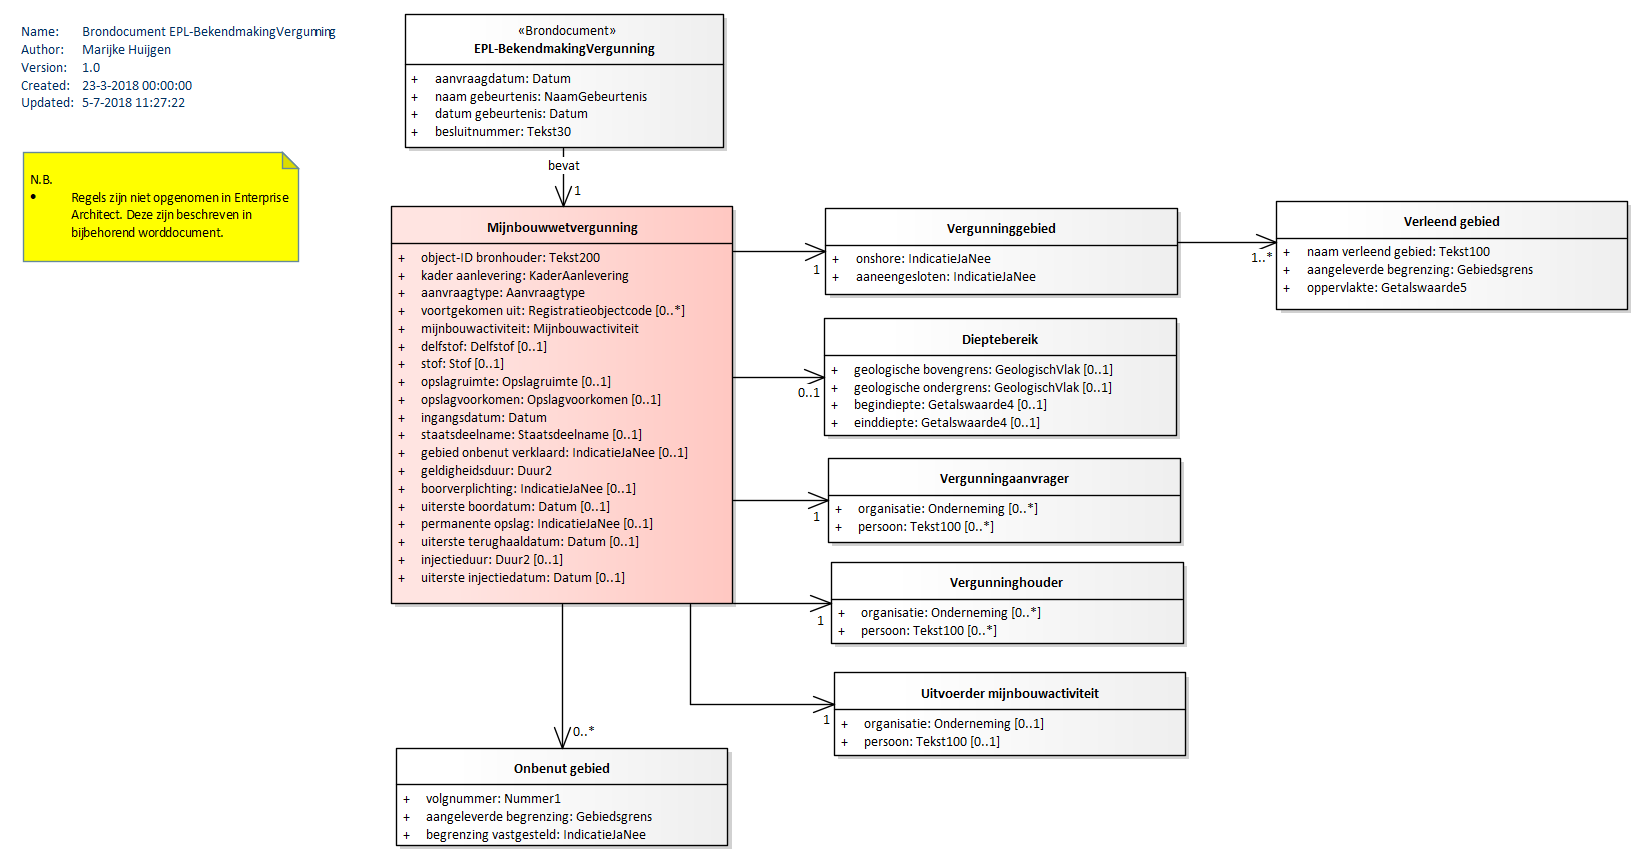 Name: Brondocument EPL-BekendmakingVergunning
Author: Marijke Huijgen
Version: 1.0
Created: 23-3-2018 00:00:00
Updated: 5-7-2018 11:27:22
N.B.
• Regels zijn niet opgenomen in Enterprise
Architect. Deze zijn beschreven in
bijbehorend worddocument.
«Brondocument»
EPL-BekendmakingVergunning
+ aanvraagdatum: Datum
+ naam gebeurtenis: NaamGebeurtenis
+ datum gebeurtenis: Datum
+ besluitnummer: Tekst30
bevat
1
Mijnbouwwetvergunning
+ object-ID bronhouder: Tekst200
+ kader aanlevering: KaderAanlevering
+ aanvraagtype: Aanvraagtype
+ voortgekomen uit: Registratieobjectcode [0..*]
+ mijnbouwactiviteit: Mijnbouwactiviteit
+ delfstof: Delfstof [0..1]
+ stof: Stof [0..1]
+ opslagruimte: Opslagruimte [0..1]
+ opslagvoorkomen: Opslagvoorkomen [0..1]
+ ingangsdatum: Datum
+ staatsdeelname: Staatsdeelname [0..1]
+ gebied onbenut verklaard: IndicatieJaNee [0..1]
+ geldigheidsduur: Duur2
+ boorverplichting: IndicatieJaNee [0..1]
+ uiterste boordatum: Datum [0..1]
+ permanente opslag: IndicatieJaNee [0..1]
+ uiterste terughaaldatum: Datum [0..1]
+ injectieduur: Duur2 [0..1]
+ uiterste injectiedatum: Datum [0..1]
1
Vergunninggebied
+ onshore: IndicatieJaNee
+ aaneengesloten: IndicatieJaNee
1..*
Verleend gebied
+ naam verleend gebied: Tekst100
+ aangeleverde begrenzing: Gebiedsgrens
+ oppervlakte: Getalswaarde5
0..1
Dieptebereik
+ geologische bovengrens: GeologischVlak [0..1]
+ geologische ondergrens: GeologischVlak [0..1]
+ begindiepte: Getalswaarde4 [0..1]
+ einddiepte: Getalswaarde4 [0..1]
1
Vergunningaanvrager
+ organisatie: Onderneming [0..*]
+ persoon: Tekst100 [0..*]
1
Vergunninghouder
+ organisatie: Onderneming [0..*]
+ persoon: Tekst100 [0..*]
1
Uitvoerder mijnbouwactiviteit
+ organisatie: Onderneming [0..1]
+ persoon: Tekst100 [0..1]
0..*
Onbenut gebied
+ volgnummer: Nummer1
+ aangeleverde begrenzing: Gebiedsgrens
+ begrenzing vastgesteld: IndicatieJaNee